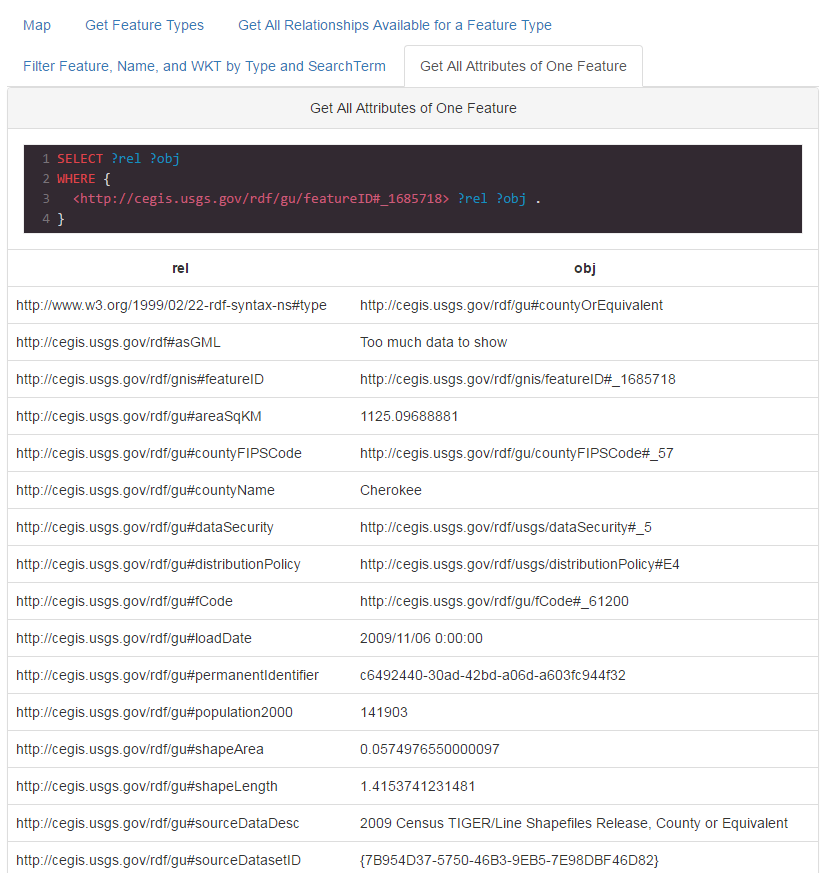 Map Get Feature Types Get All Relationships Available for a Feature Type
Filter Feature, Name, and WKT by Type and SearchTerm Get All Attributes of One Feature
Get All Attributes of One Feature
1 SELECT ?rel ?obj
2 WHERE {
3 <http://cegis.usgs.gov/rdf/gu/featureID#_1685718> ?rel ?obj .
4 }
rel obj
http://www.w3.org/1999/02/22-rdf-syntax-ns#type http://cegis.usgs.gov/rdf/gu#countyOrEquivalent
http://cegis.usgs.gov/rdf#asGML Too much data to show
http://cegis.usgs.gov/rdf/gnis#featureID http://cegis.usgs.gov/rdf/gnis/featureID#_1685718
http://cegis.usgs.gov/rdf/gu#areaSqKM 1125.09688881
http://cegis.usgs.gov/rdf/gu#countyFIPSCode http://cegis.usgs.gov/rdf/gu/countyFIPSCode#_57
http://cegis.usgs.gov/rdf/gu#countyName Cherokee
http://cegis.usgs.gov/rdf/gu#dataSecurity http://cegis.usgs.gov/rdf/usgs/dataSecurity#_5
http://cegis.usgs.gov/rdf/gu#distributionPolicy http://cegis.usgs.gov/rdf/usgs/distributionPolicy#E4
http://cegis.usgs.gov/rdf/gu#fCode http://cegis.usgs.gov/rdf/gu/fCode#_61200
http://cegis.usgs.gov/rdf/gu#loadDate 2009/11/06 0:00:00
http://cegis.usgs.gov/rdf/gu#permanentIdentifier c6492440-30ad-42bd-a06d-a603fc944f32
http://cegis.usgs.gov/rdf/gu#population2000 141903
http://cegis.usgs.gov/rdf/gu#shapeArea 0.0574976550000097
http://cegis.usgs.gov/rdf/gu#shapeLength 1.4153741231481
http://cegis.usgs.gov/rdf/gu#sourceDataDesc 2009 Census TIGER/Line Shapefiles Release, County or Equivalent
http://cegis.usgs.gov/rdf/gu#sourceDatasetID {7B954D37-5750-46B3-9EB5-7E98DBF46D82}